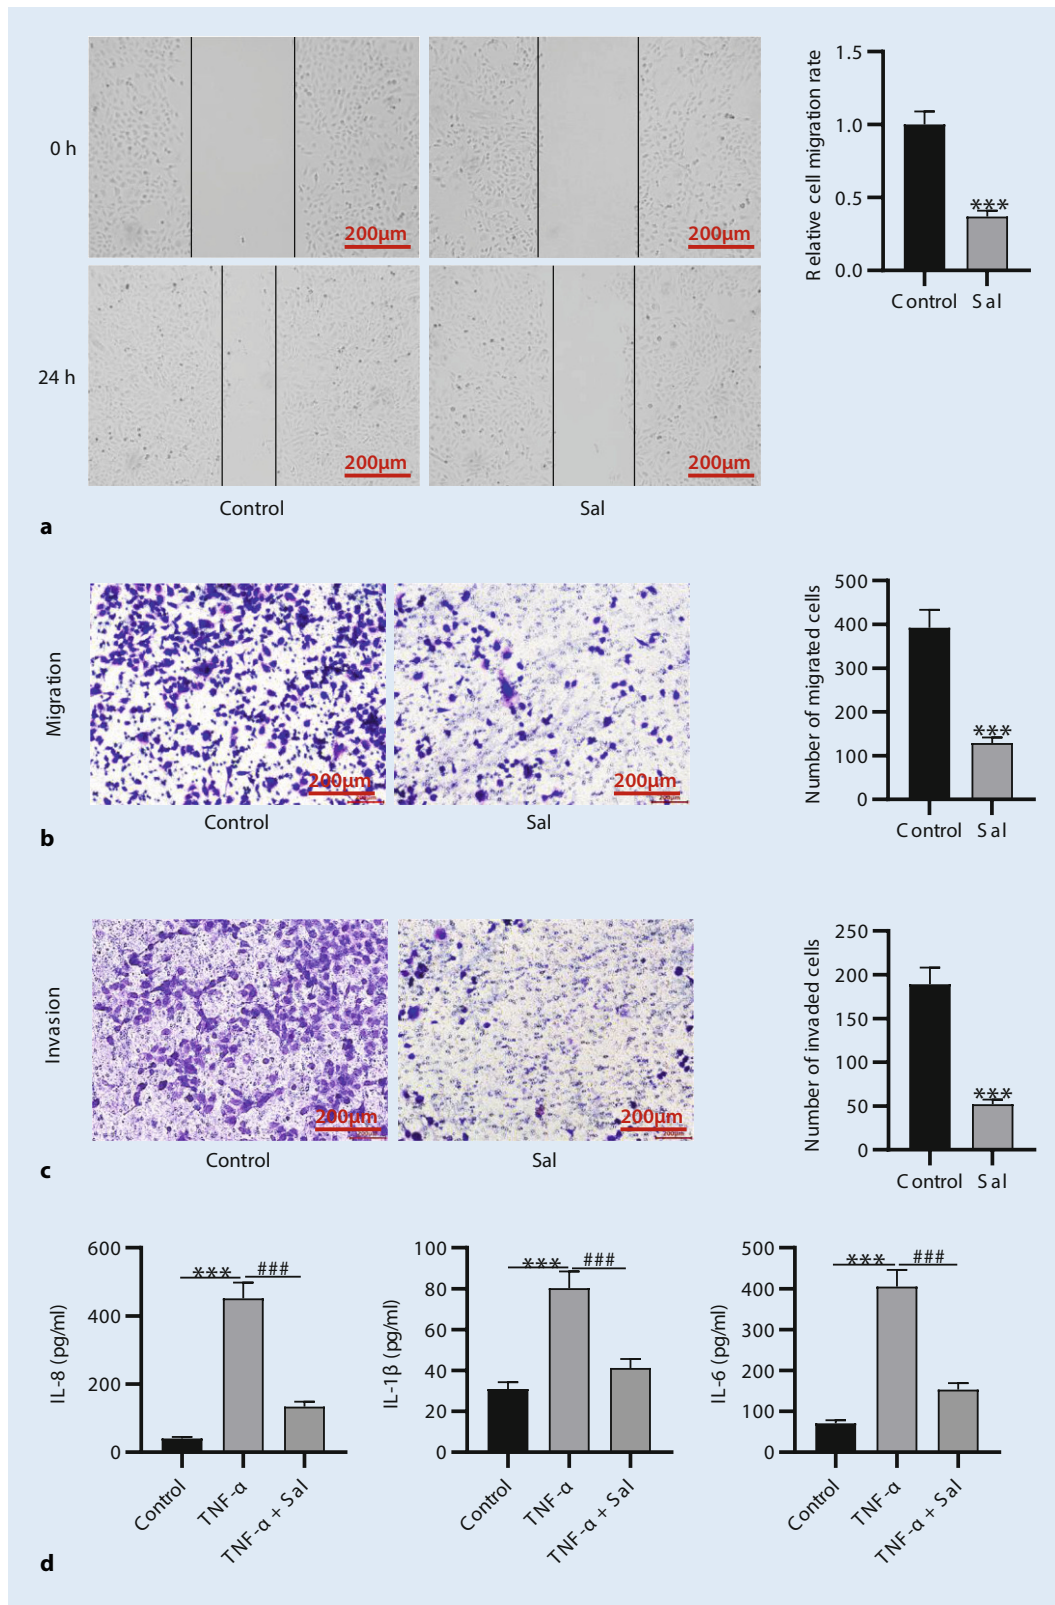 0 h
200µm
200µm
24 h
200µm
200µm
Control
Sal
Relative cell migration rate
1.5
1.0
0.5
0.0
***
Control Sal
a
Migration
200µm
200µm
Control
Sal
Number of migrated cells
500
400
300
200
100
0
***
Control Sal
b
Invasion
200µm
200µm
200µm
Control
Sal
Number of invaded cells
250
200
150
100
50
0
***
Control Sal
c
IL-8 (pg/ml)
600
400
200
0
***
###
Control
TNF-α
TNF-α + Sal
IL-1β (pg/ml)
100
80
60
40
20
0
***
###
Control
TNF-α
TNF-α + Sal
IL-6 (pg/ml)
500
400
300
200
100
0
***
###
Control
TNF-α
TNF-α + Sal
d